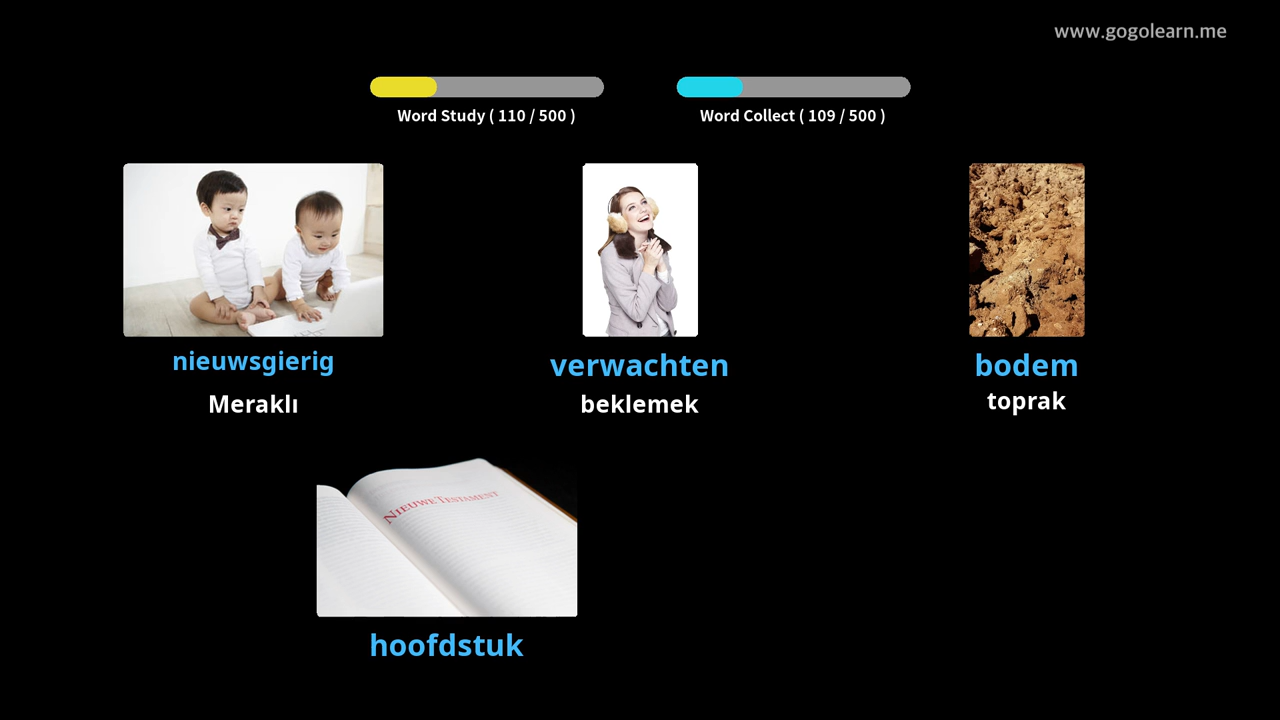 www.gogolearn.me
Word Study ( 110 / 500 )
Word Collect ( 109 / 500 )
nieuwsgierig
Meraklı
verwachten
beklemek
bodem
toprak
NIEUWE TESTAMENT
hoofdstuk